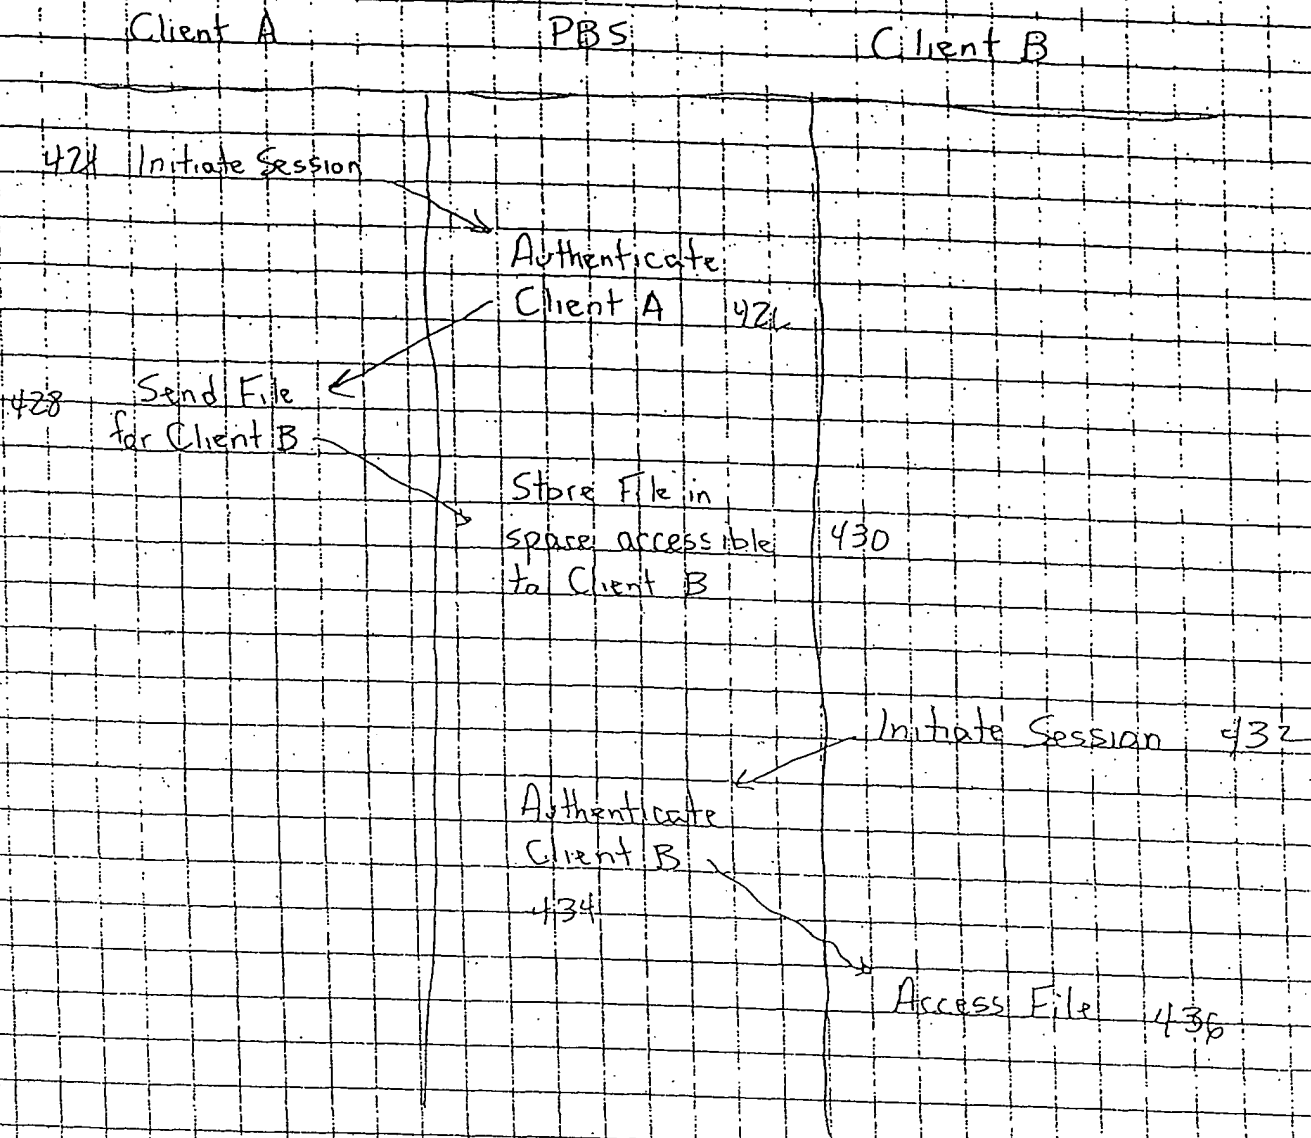 Client A PBS Client B
424 Initiate Session
Authenticate
Client A 426
428 Send File
for Client B
Store File in
space accessible 430
to Client B
Initiate Session 432
Authenticate
Client B
434
Access File 436